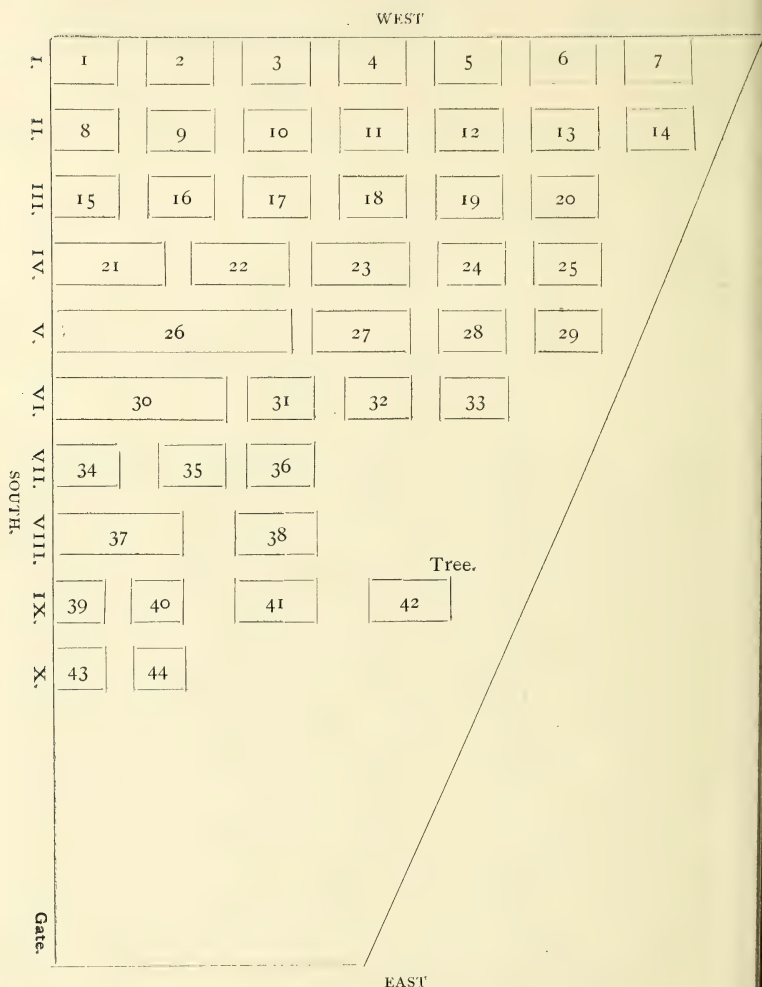 WEST
I. 1 2 3 4 5 6 7
II. 8 9 10 11 12 13 14
III. 15 16 17 18 19 20
IV. 21 22 23 24 25
V. 26 27 28 29
VI. 30 31 32 33
VII. 34 35 36
SOUTH.
VIII. 37 38
Tree.
IX. 39 40 41 42
X. 43 44
Gate.
EAST